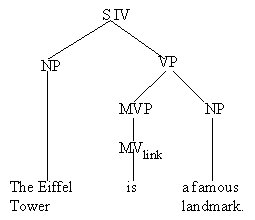 S IV
NP VP
MVP NP
MVlink
The Eiffel is a famous
Tower landmark.